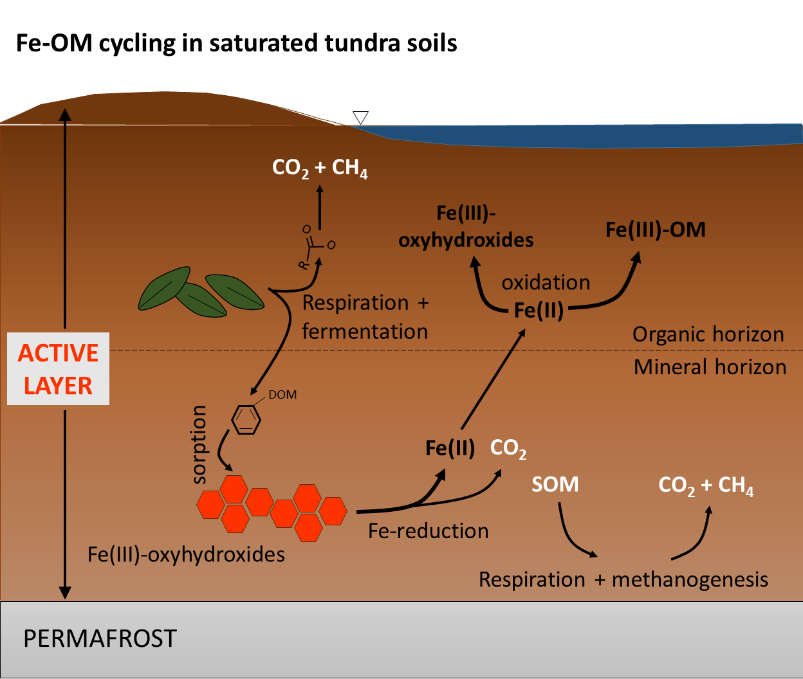 Fe-OM cycling in saturated tundra soils
CO₂ + CH₄
O
O
R
Fe(III)-
oxyhydroxides
Fe(III)-OM
oxidation
Fe(II)
Respiration +
fermentation
Organic horizon
Mineral horizon
ACTIVE
LAYER
DOM
sorption
Fe(II)
CO₂
SOM
CO₂ + CH₄
Fe-reduction
Fe(III)-oxyhydroxides
Respiration + methanogenesis
PERMAFROST